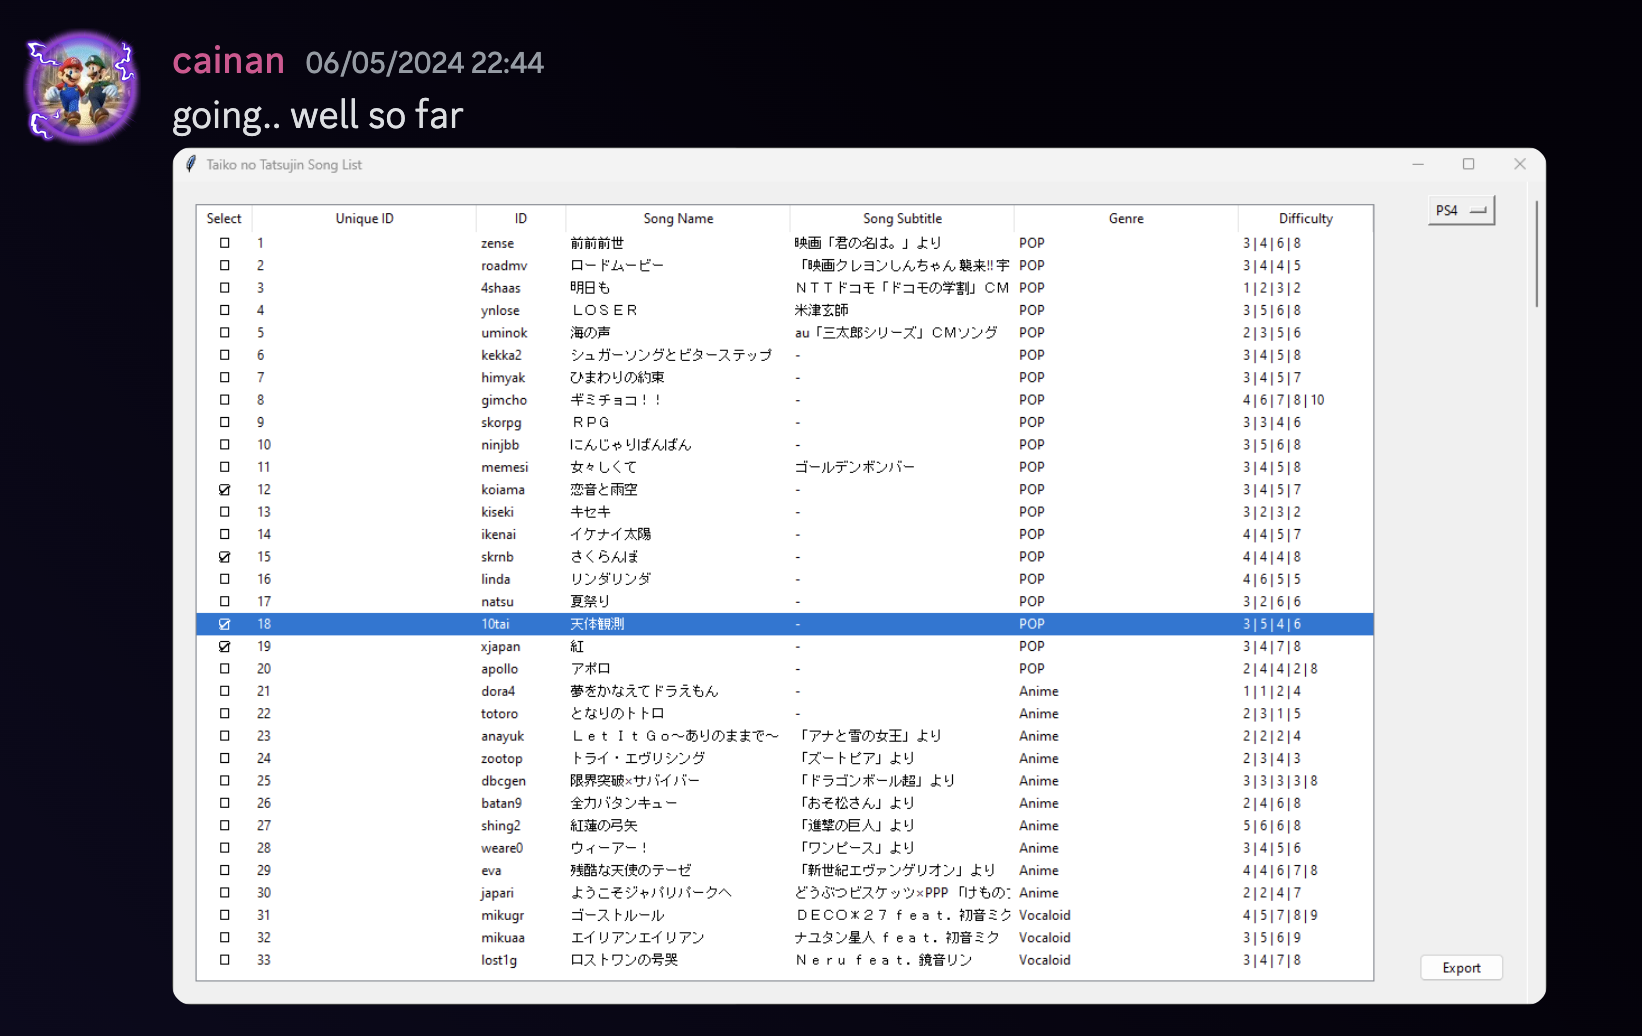 cainan 06/05/2024 22:44
going.. well so far
Taiko no Tatsujin Song List
Select Unique ID ID Song Name Song Subtitle Genre Difficulty
PS4
1 zense 前前前世 映画「君の名は。」より POP 3|4|6|8
2 roadmv ロードムービー 「映画クレヨンしんちゃん 襲来!! 宇 POP 3|4|4|5
3 4shaas 明日も ＮＴＴドコモ「ドコモの学割」ＣＭ POP 1|2|3|2
4 ynlose ＬＯＳＥＲ 米津玄師 POP 3|5|6|8
5 uminok 海の声 au「三太郎シリーズ」ＣＭソング POP 2|3|5|6
6 kekka2 シュガーソングとビターステップ - POP 3|4|5|8
7 himyak ひまわりの約束 - POP 3|4|5|7
8 gimcho ギミチョコ！！ - POP 4|6|7|8|10
9 skorpg ＲＰＧ - POP 3|3|4|6
10 ninjbb にんじゃりばんばん - POP 3|5|6|8
11 memesi 女々しくて ゴールデンボンバー POP 3|4|5|8
12 koiama 恋音と雨空 - POP 3|4|5|7
13 kiseki キセキ - POP 3|2|3|2
14 ikenai イケナイ太陽 - POP 4|4|5|7
15 skrnb さくらんぼ - POP 4|4|4|8
16 linda リンダリンダ - POP 4|6|5|5
17 natsu 夏祭り - POP 3|2|6|6
18 10tai 天体観測 - POP 3|5|4|6
19 xjapan 紅 - POP 3|4|7|8
20 apollo アポロ - POP 2|4|4|2|8
21 dora4 夢をかなえてドラえもん - Anime 1|1|2|4
22 totoro となりのトトロ - Anime 2|3|1|5
23 anayuk Ｌｅｔ Ｉｔ Ｇｏ～ありのままで～ 「アナと雪の女王」より Anime 2|2|2|4
24 zootop トライ・エヴリシング 「ズートピア」より Anime 2|3|4|3
25 dbcgen 限界突破×サバイバー 「ドラゴンボール超」より Anime 3|3|3|3|8
26 batan9 全力バタンキュー 「おそ松さん」より Anime 2|4|6|8
27 shing2 紅蓮の弓矢 「進撃の巨人」より Anime 5|6|6|8
28 weare0 ウィーアー！ 「ワンピース」より Anime 3|4|5|6
29 eva 残酷な天使のテーゼ 「新世紀エヴァンゲリオン」より Anime 4|4|6|7|8
30 japari ようこそジャパリパークへ どうぶつビスケッツ×PPP 「けもの Anime 2|2|4|7
31 mikugr ゴーストルール ＤＥＣＯ＊２７ ｆｅａｔ．初音ミク Vocaloid 4|5|7|8|9
32 mikuaa エイリアンエイリアン ナユタン星人 ｆｅａｔ．初音ミク Vocaloid 3|5|6|9
33 lost1g ロストワンの号哭 Ｎｅｒｕ ｆｅａｔ．鏡音リン Vocaloid 3|4|7|8
Export